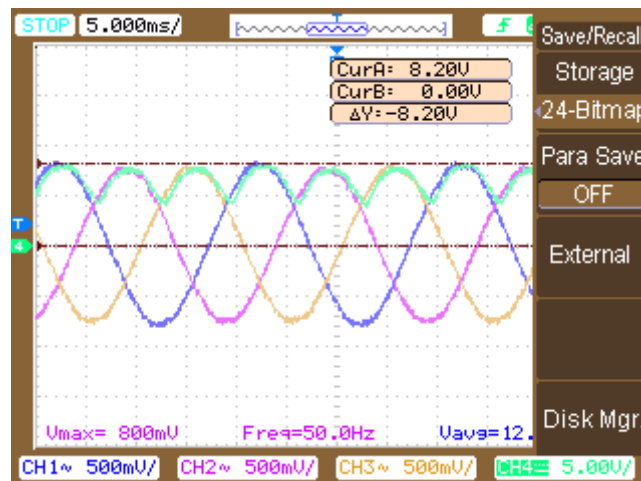 STOP 5.000ms/ T f
Save/Recal
CurA: 8.20V
CurB: 0.00V
ΔY:-8.20V
Storage
24-Bitmap
Para Save
OFF
T
4
External
Vmax= 800mV Freq=50.0Hz Vavg=12.
Disk Mgr.
CH1~ 500mV/ CH2~ 500mV/ CH3~ 500mV/ CH4 5.00V/